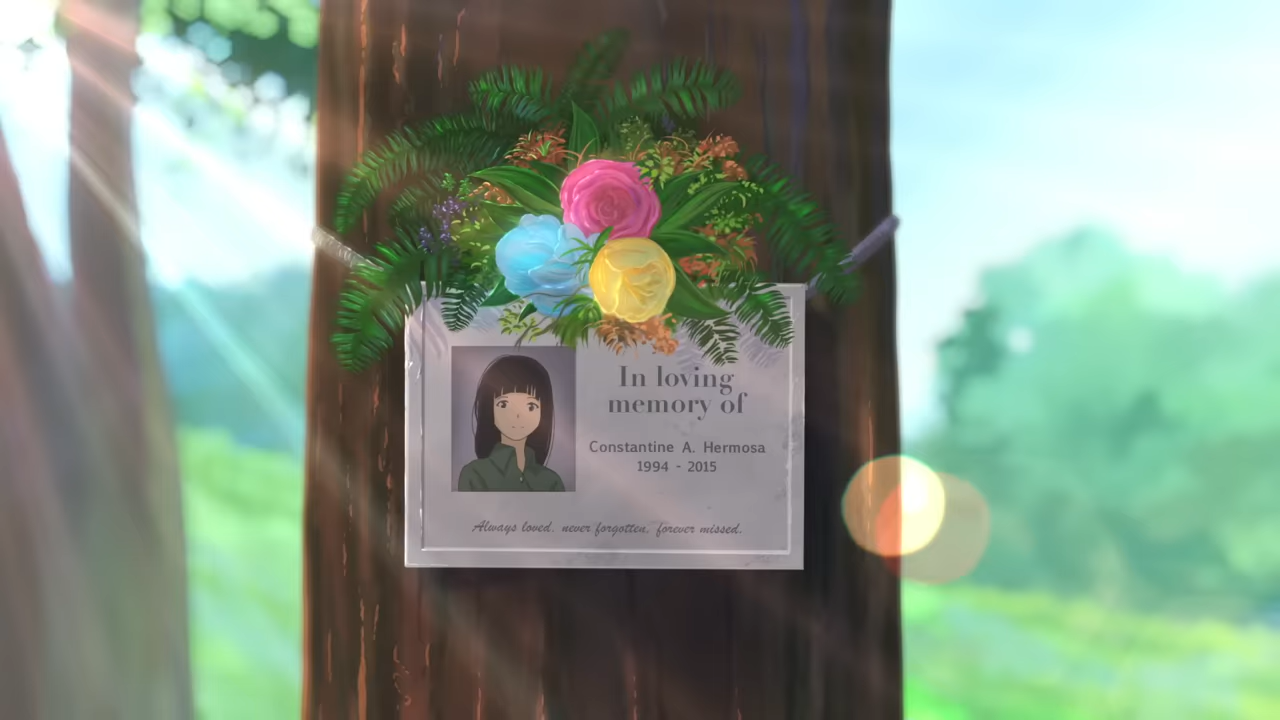 In loving
memory of
Constantine A. Hermosa
1994 - 2015
Always loved. never forgotten, forever missed.